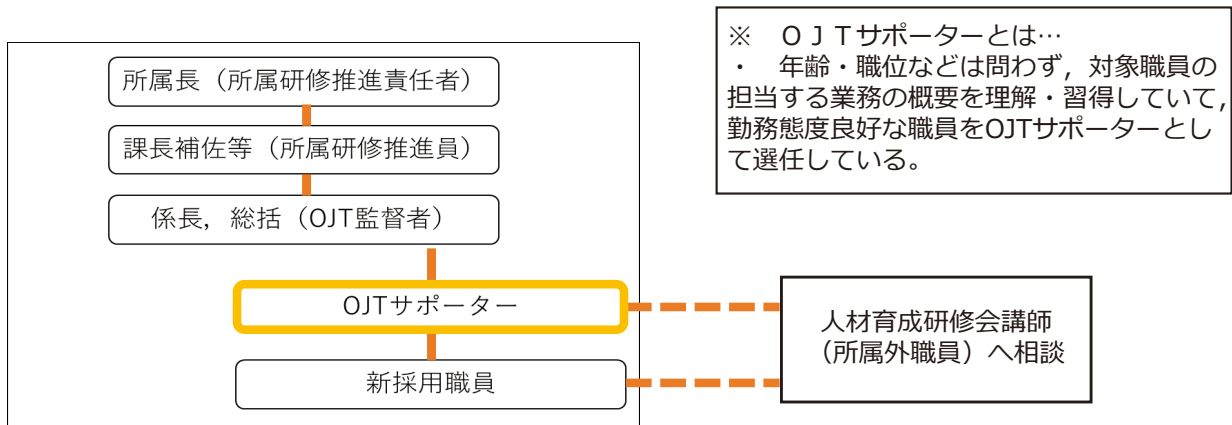 ※　ＯＪＴサポーターとは…
・　年齢・職位などは問わず，対象職員の
担当する業務の概要を理解・習得していて，
勤務態度良好な職員をOJTサポーターとし
て選任している。
所属長（所属研修推進責任者）
課長補佐等（所属研修推進員）
係長，総括（OJT監督者）
OJTサポーター
新採用職員
人材育成研修会講師
（所属外職員）へ相談